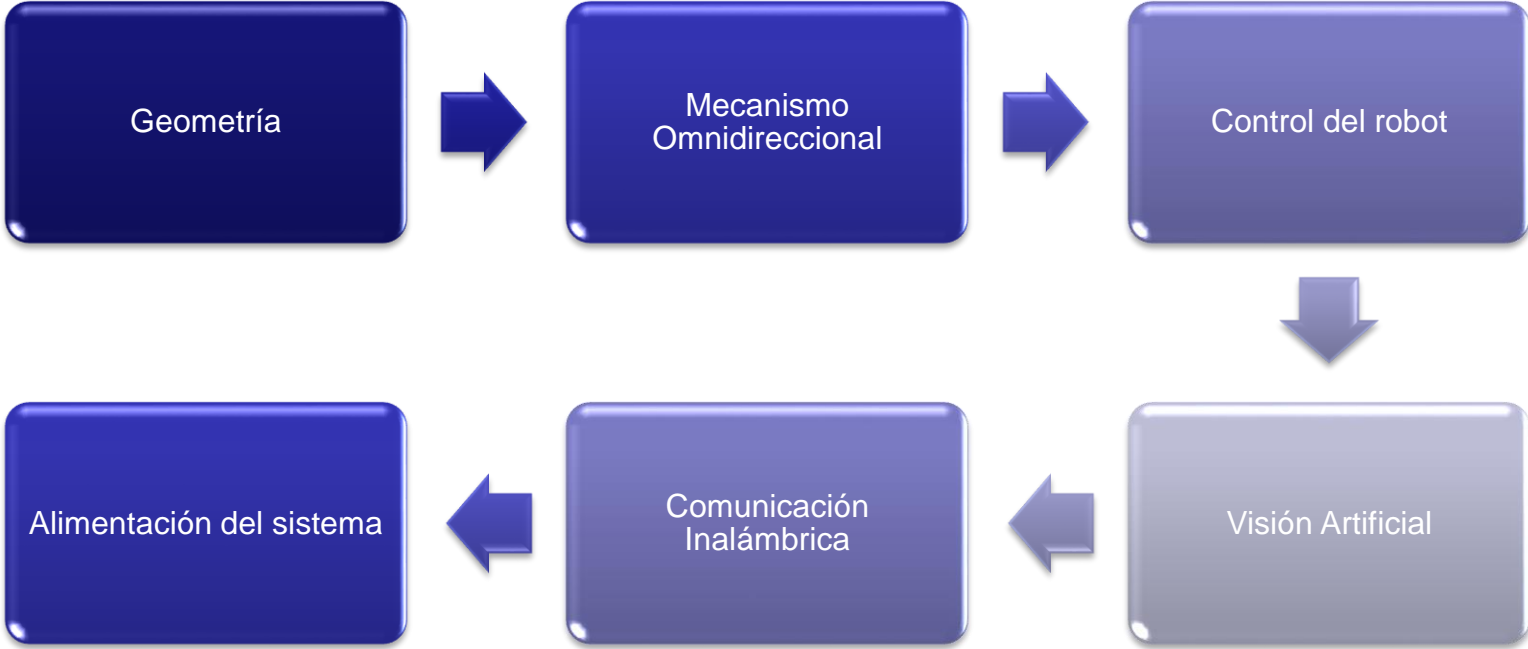 Geometría
Mecanismo
Omnidireccional
Control del robot
Visión Artificial
Comunicación
Inalámbrica
Alimentación del sistema